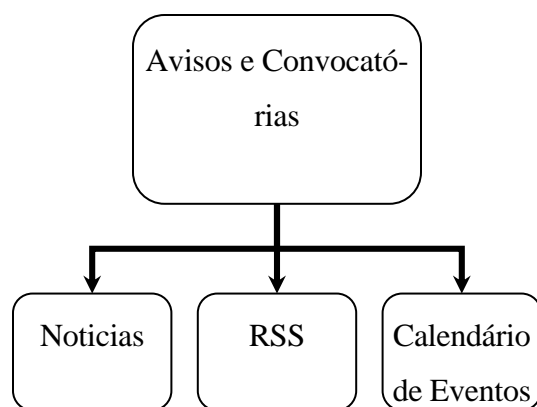 Avisos e Convocató-
rias
Noticias
RSS
Calendário
de Eventos